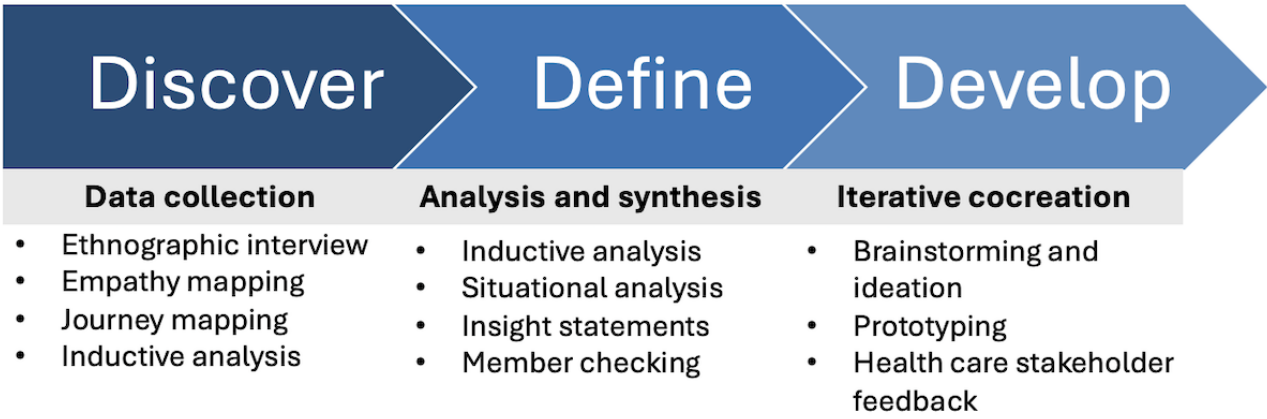 Discover
Define
Develop
Data collection
Analysis and synthesis
Iterative cocreation
• Ethnographic interview
• Empathy mapping
• Journey mapping
• Inductive analysis
• Inductive analysis
• Situational analysis
• Insight statements
• Member checking
• Brainstorming and
ideation
• Prototyping
• Health care stakeholder
feedback